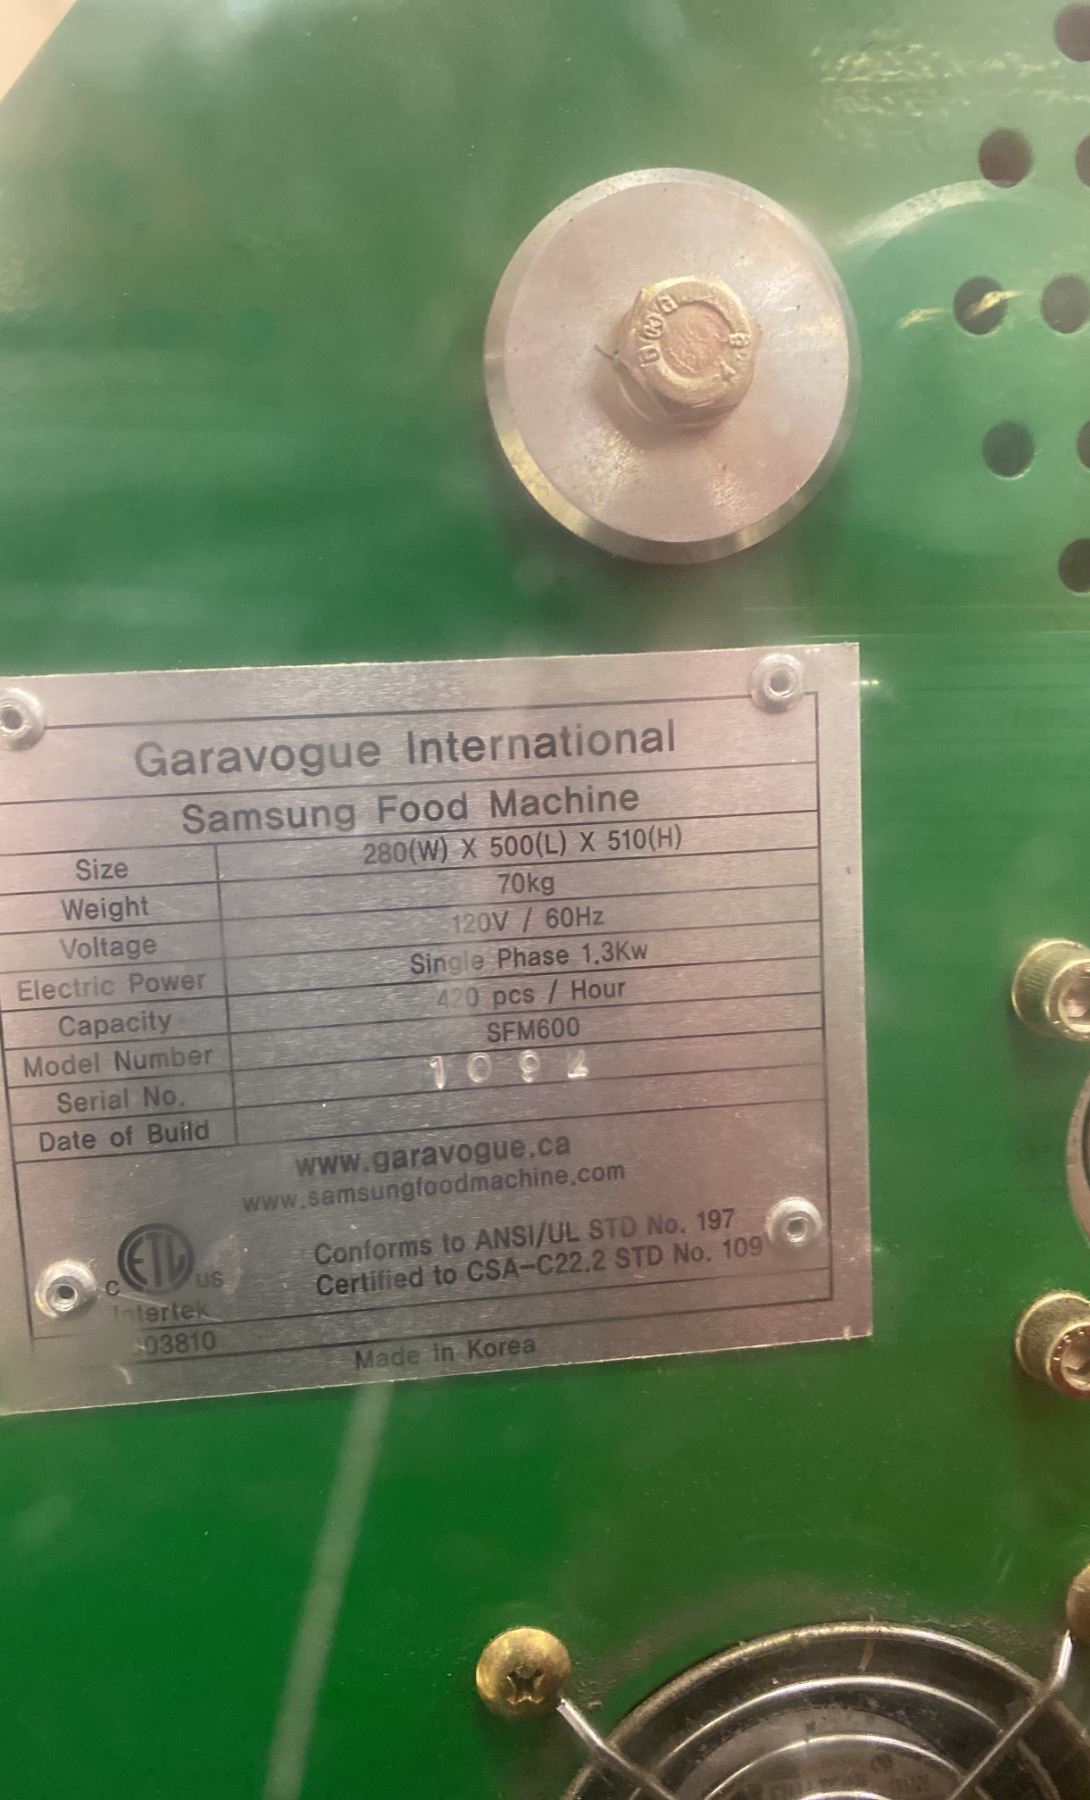 Garavogue International
Samsung Food Machine
Size 280(W) X 500(L) X 510(H)
Weight 70kg
Voltage 120V / 60Hz
Electric Power Single Phase 1.3Kw
Capacity 420 pcs / Hour
Model Number SFM600
Serial No. 1092
Date of Build
www.garavogue.ca
www.samsungfoodmachine.com
Conforms to ANSI/UL STD No. 197
Certified to CSA-C22.2 STD No. 109
c ETL us
Intertek
Made in Korea